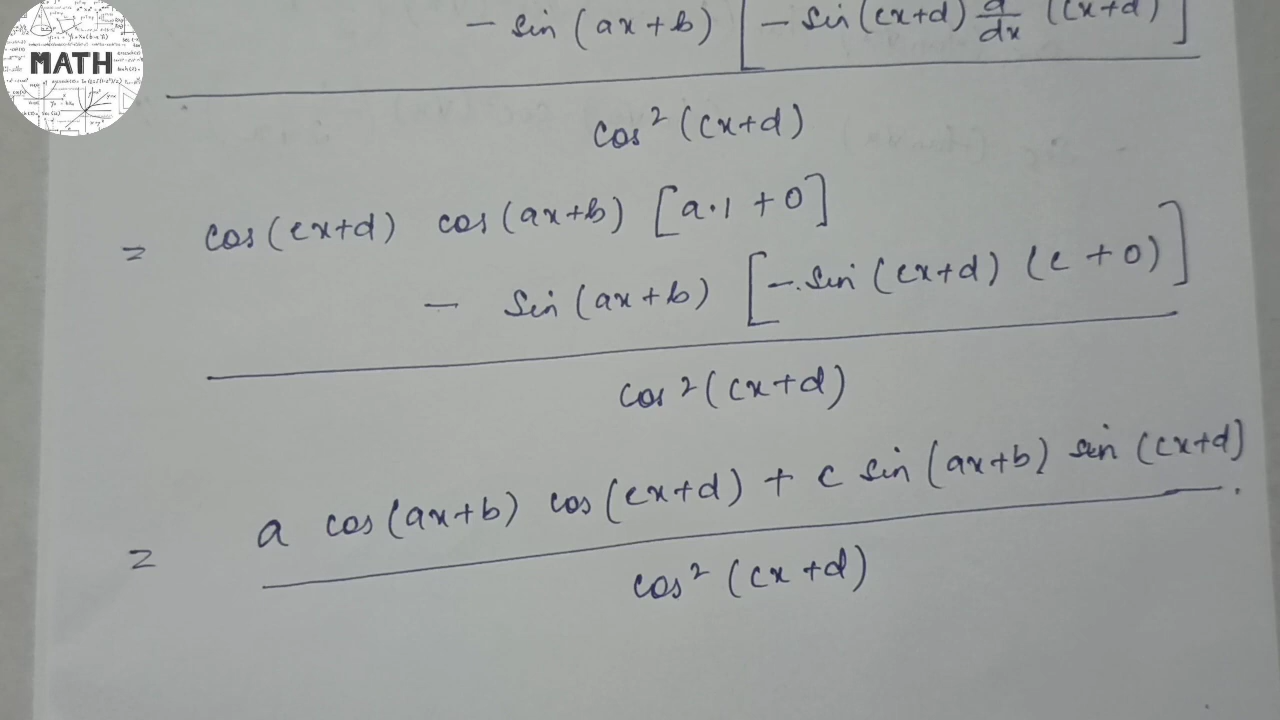 MATH
- sin (ax+b) [- sin (cx+d) d/dx (cx+d)]
cos² (cx+d)
= cos (cx+d) cos (ax+b) [a·1 + 0]
- sin (ax+b) [- sin (cx+d) (c + 0)]
cos² (cx+d)
= a cos (ax+b) cos (cx+d) + c sin (ax+b) sin (cx+d).
cos² (cx+d)